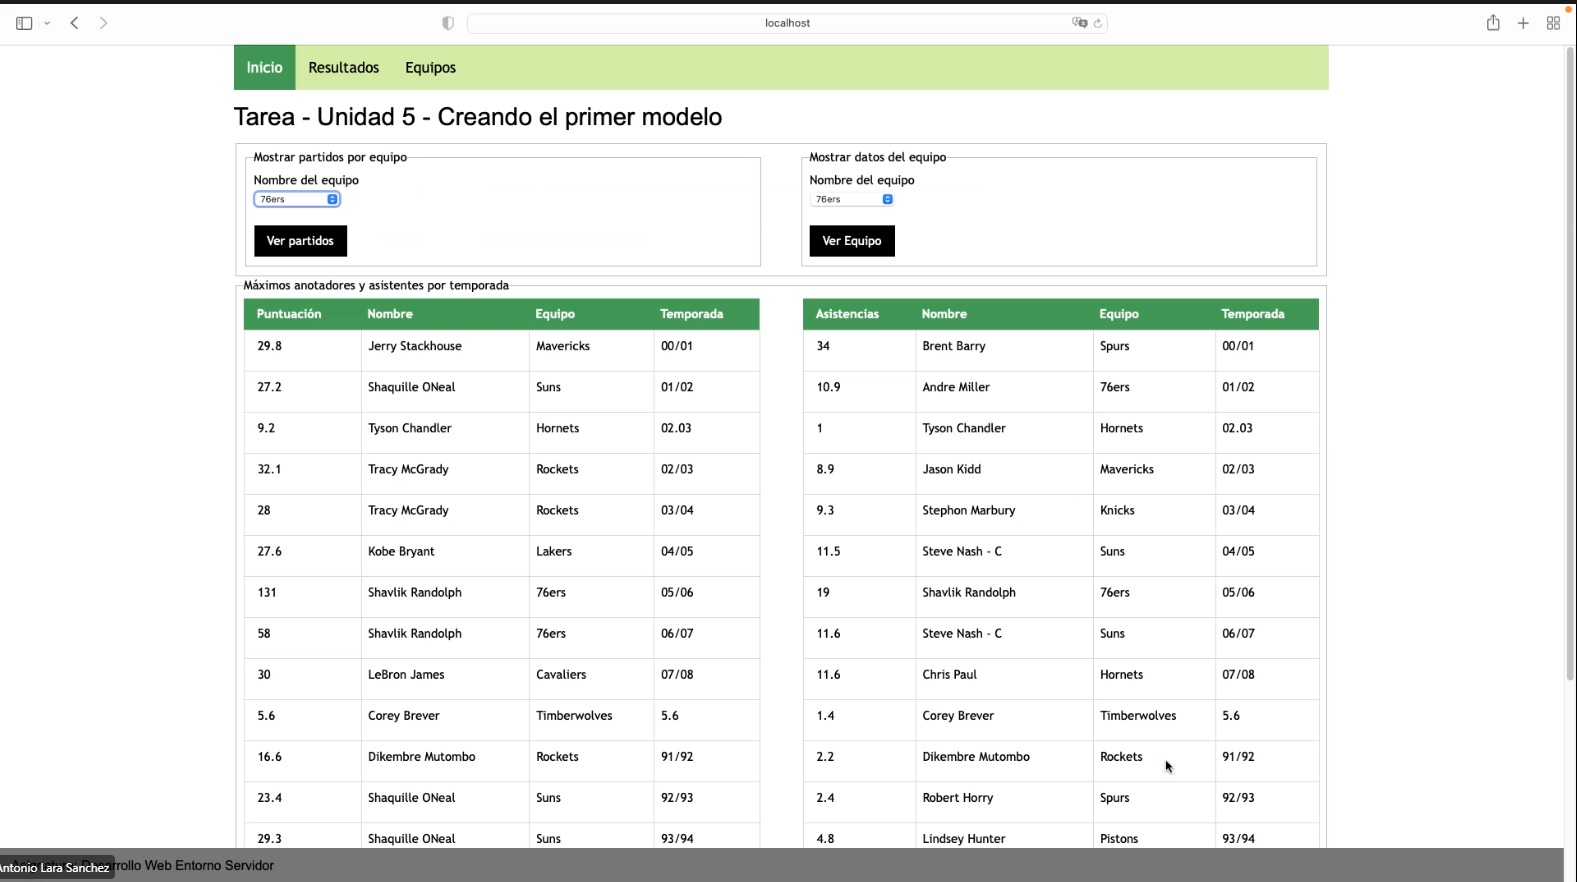 localhost
Inicio Resultados Equipos
Tarea - Unidad 5 - Creando el primer modelo
Mostrar partidos por equipo
Nombre del equipo
76ers
Ver partidos
Mostrar datos del equipo
Nombre del equipo
76ers
Ver Equipo
Máximos anotadores y asistentes por temporada
Puntuación Nombre Equipo Temporada
29.8 Jerry Stackhouse Mavericks 00/01
27.2 Shaquille ONeal Suns 01/02
9.2 Tyson Chandler Hornets 02.03
32.1 Tracy McGrady Rockets 02/03
28 Tracy McGrady Rockets 03/04
27.6 Kobe Bryant Lakers 04/05
131 Shavlik Randolph 76ers 05/06
58 Shavlik Randolph 76ers 06/07
30 LeBron James Cavaliers 07/08
5.6 Corey Brever Timberwolves 5.6
16.6 Dikembre Mutombo Rockets 91/92
23.4 Shaquille ONeal Suns 92/93
29.3 Shaquille ONeal Suns 93/94
Asistencias Nombre Equipo Temporada
34 Brent Barry Spurs 00/01
10.9 Andre Miller 76ers 01/02
1 Tyson Chandler Hornets 02.03
8.9 Jason Kidd Mavericks 02/03
9.3 Stephon Marbury Knicks 03/04
11.5 Steve Nash - C Suns 04/05
19 Shavlik Randolph 76ers 05/06
11.6 Steve Nash - C Suns 06/07
11.6 Chris Paul Hornets 07/08
1.4 Corey Brever Timberwolves 5.6
2.2 Dikembre Mutombo Rockets 91/92
2.4 Robert Horry Spurs 92/93
4.8 Lindsey Hunter Pistons 93/94
Web Entorno Servidor
Antonio Lara Sanchez